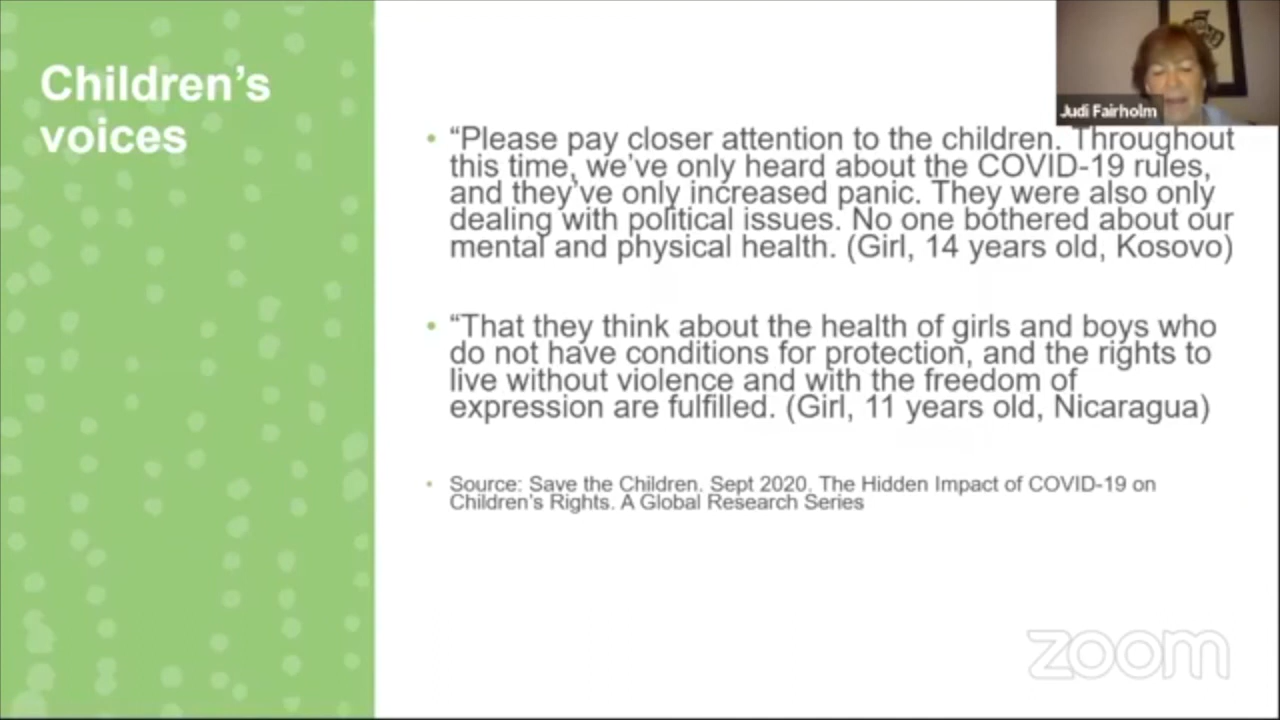 Children’s
voices
Judi Fairholm
• “Please pay closer attention to the children. Throughout
this time, we’ve only heard about the COVID-19 rules,
and they’ve only increased panic. They were also only
dealing with political issues. No one bothered about our
mental and physical health. (Girl, 14 years old, Kosovo)
• “That they think about the health of girls and boys who
do not have conditions for protection, and the rights to
live without violence and with the freedom of
expression are fulfilled. (Girl, 11 years old, Nicaragua)
• Source: Save the Children. Sept 2020. The Hidden Impact of COVID-19 on
Children’s Rights. A Global Research Series
zoom